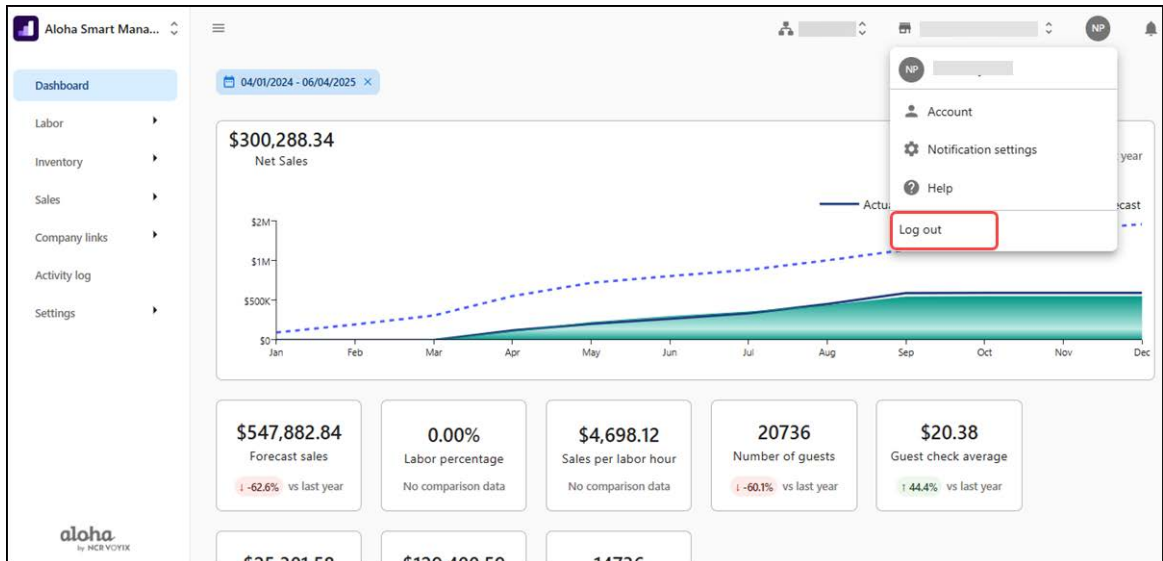 Aloha Smart Mana...
NP
NP
Dashboard
Labor
Inventory
Sales
Company links
Activity log
Settings
aloha
by NCR VOYIX
04/01/2024 - 06/04/2025 ×
Account
Notification settings
Help
Log out
$300,288.34
Net Sales
year
Actu
ecast
$2M
$1M
$500K
$0
Jan Feb Mar Apr May Jun Jul Aug Sep Oct Nov Dec
$547,882.84
Forecast sales
↓ -62.6% vs last year
0.00%
Labor percentage
No comparison data
$4,698.12
Sales per labor hour
No comparison data
20736
Number of guests
↓ -60.1% vs last year
$20.38
Guest check average
↑ 44.4% vs last year